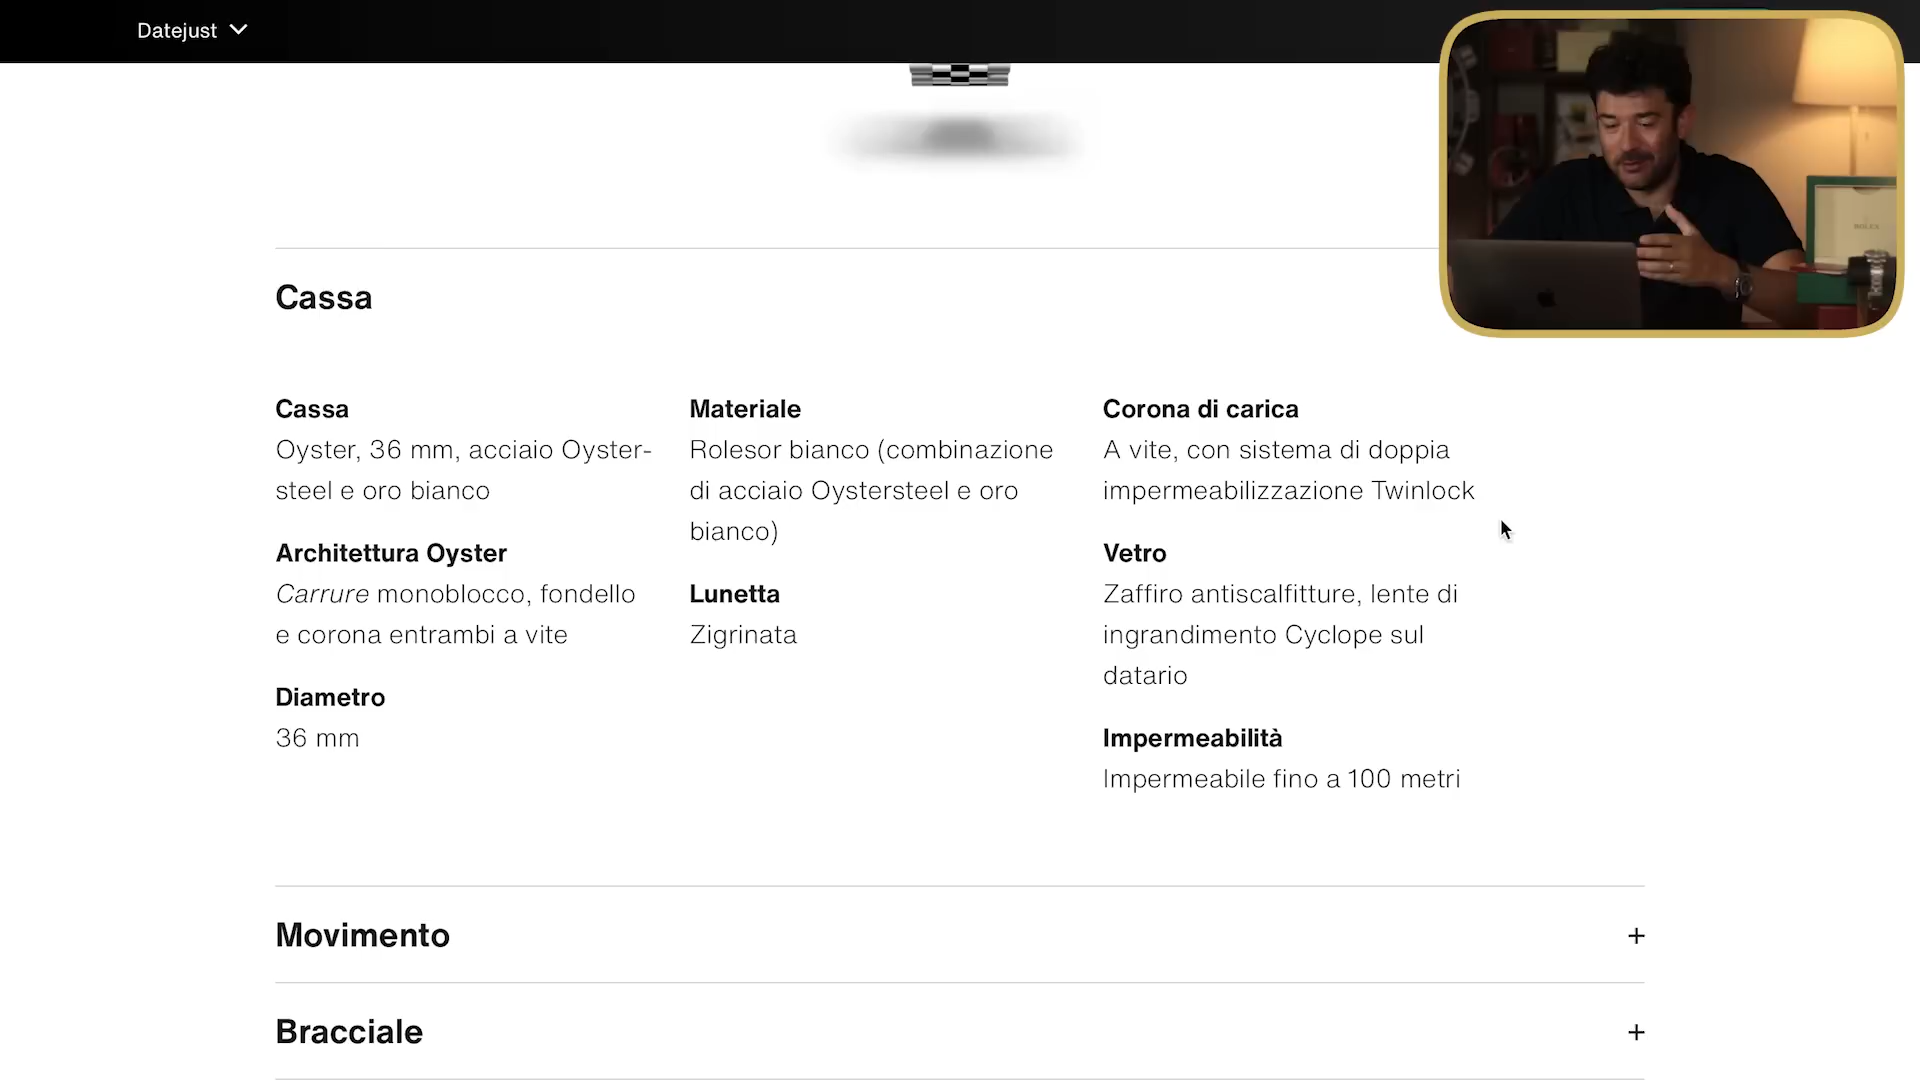 Datejust
Cassa
Cassa
Oyster, 36 mm, acciaio Oyster-
steel e oro bianco
Architettura Oyster
Carrure monoblocco, fondello
e corona entrambi a vite
Diametro
36 mm
Materiale
Rolesor bianco (combinazione
di acciaio Oystersteel e oro
bianco)
Lunetta
Zigrinata
Corona di carica
A vite, con sistema di doppia
impermeabilizzazione Twinlock
Vetro
Zaffiro antiscalfitture, lente di
ingrandimento Cyclope sul
datario
Impermeabilità
Impermeabile fino a 100 metri
Movimento
+
Bracciale
+
ROLEX